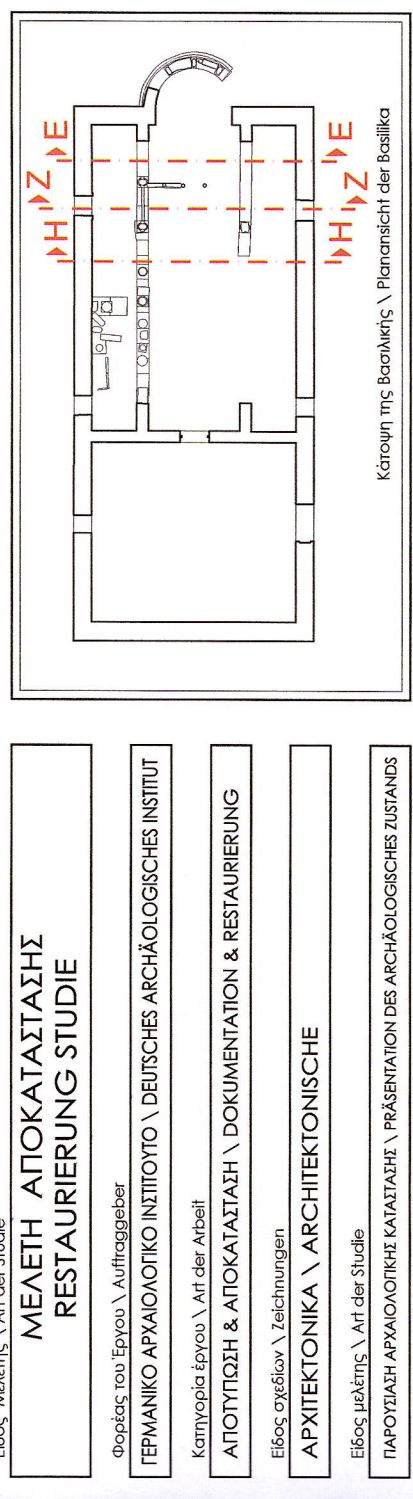 Είδος Μελέτης \ Art der Studie
ΜΕΛΕΤΗ ΑΠΟΚΑΤΑΣΤΑΣΗΣ
RESTAURIERUNG STUDIE
Φορέας του Έργου \ Auftraggeber
ΓΕΡΜΑΝΙΚΟ ΑΡΧΑΙΟΛΟΓΙΚΟ ΙΝΣΤΙΤΟΥΤΟ \ DEUTSCHES ARCHÄOLOGISCHES INSTITUT
Κατηγορία έργου \ Art der Arbeit
ΑΠΟΤΥΠΩΣΗ & ΑΠΟΚΑΤΑΣΤΑΣΗ \ DOKUMENTATION & RESTAURIERUNG
Είδος σχεδίων \ Zeichnungen
ΑΡΧΙΤΕΚΤΟΝΙΚΑ \ ARCHITEKTONISCHE
Είδος μελέτης \ Art der Studie
ΠΑΡΟΥΣΙΑΣΗ ΑΡΧΑΙΟΛΟΓΙΚΗΣ ΚΑΤΑΣΤΑΣΗΣ \ PRÄSENTATION DES ARCHÄOLOGISCHES ZUSTANDS
Η Ζ Ε
Η Ζ Ε
Κάτοψη της Βασιλικής \ Planansicht der Basilika